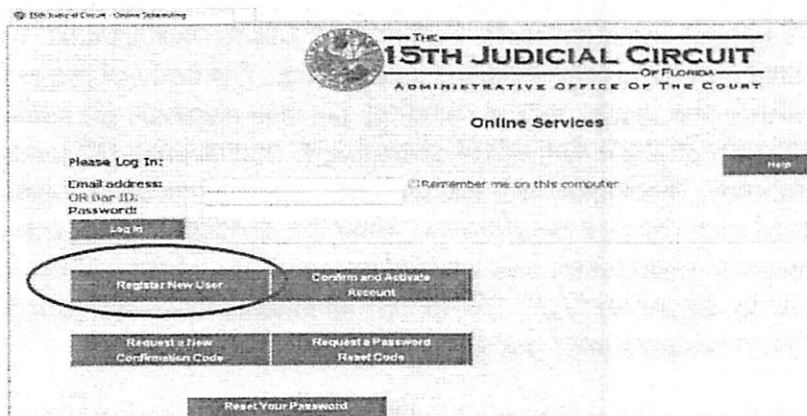 15th Judicial Circuit - Online Scheduling
THE
15TH JUDICIAL CIRCUIT
OF FLORIDA
ADMINISTRATIVE OFFICE OF THE COURT
Online Services
Please Log In:
Help
Email address:
Remember me on this computer
OR Bar ID:
Password:
Log In
Register New User
Confirm and Activate
Account
Request a New
Confirmation Code
Request a Password
Reset Code
Reset Your Password